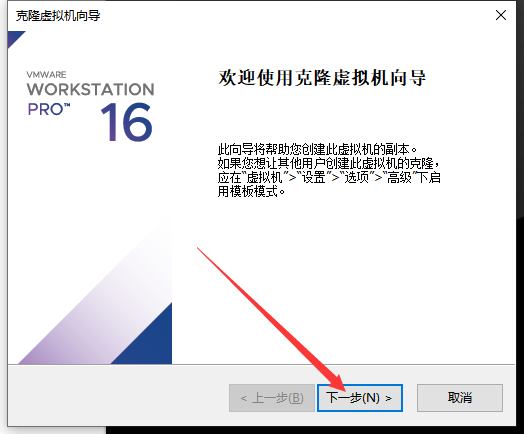 克隆虚拟机向导
VMWARE
WORKSTATION
PRO™ 16
欢迎使用克隆虚拟机向导
此向导将帮助您创建此虚拟机的副本。
如果您想让其他用户创建此虚拟机的克隆，
应在“虚拟机”>“设置”>“选项”>“高级”下启
用模板模式。
< 上一步(B)
下一步(N) >
取消